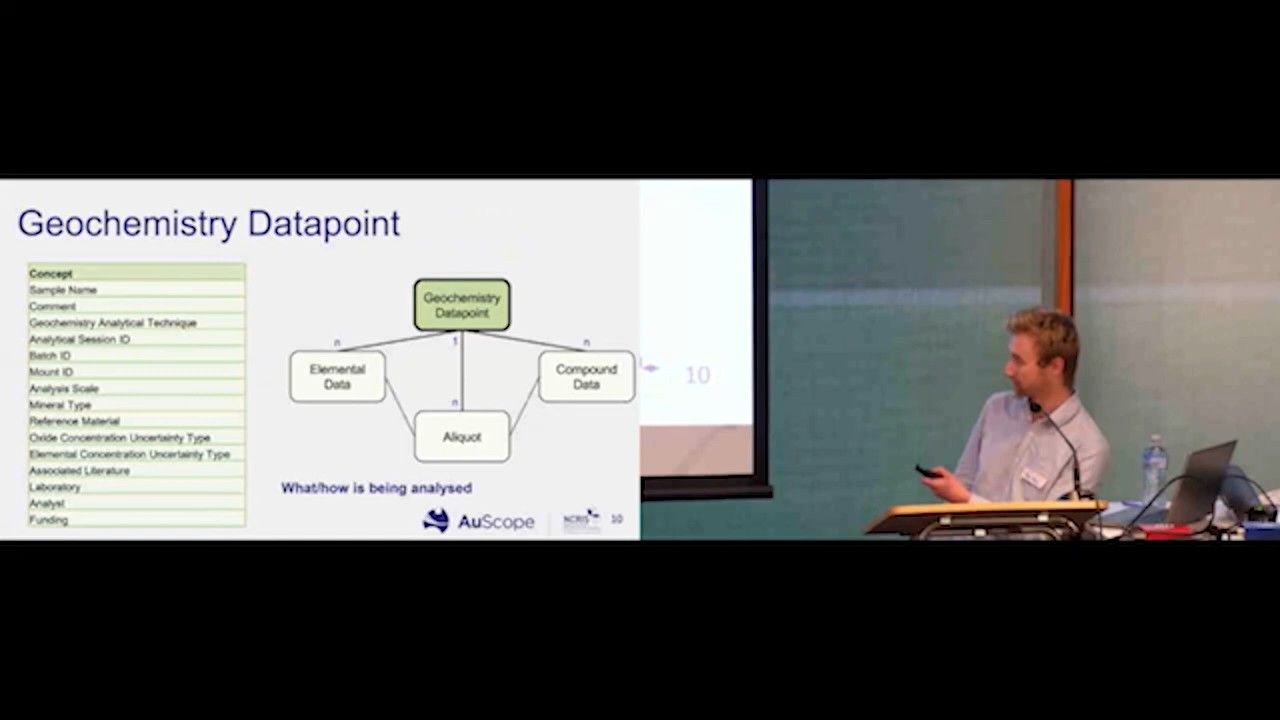 Geochemistry Datapoint
Concept
Sample Name
Comment
Geochemistry Analytical Technique
Analytical Session ID
Batch ID
Mount ID
Analysis Scale
Mineral Type
Reference Material
Oxide Concentration Uncertainty Type
Elemental Concentration Uncertainty Type
Associated Literature
Laboratory
Analyst
Funding
Geochemistry
Datapoint
n
1
n
Elemental
Data
Compound
Data
n
Aliquot
What/how is being analysed
AuScope
NCRIS
10
10